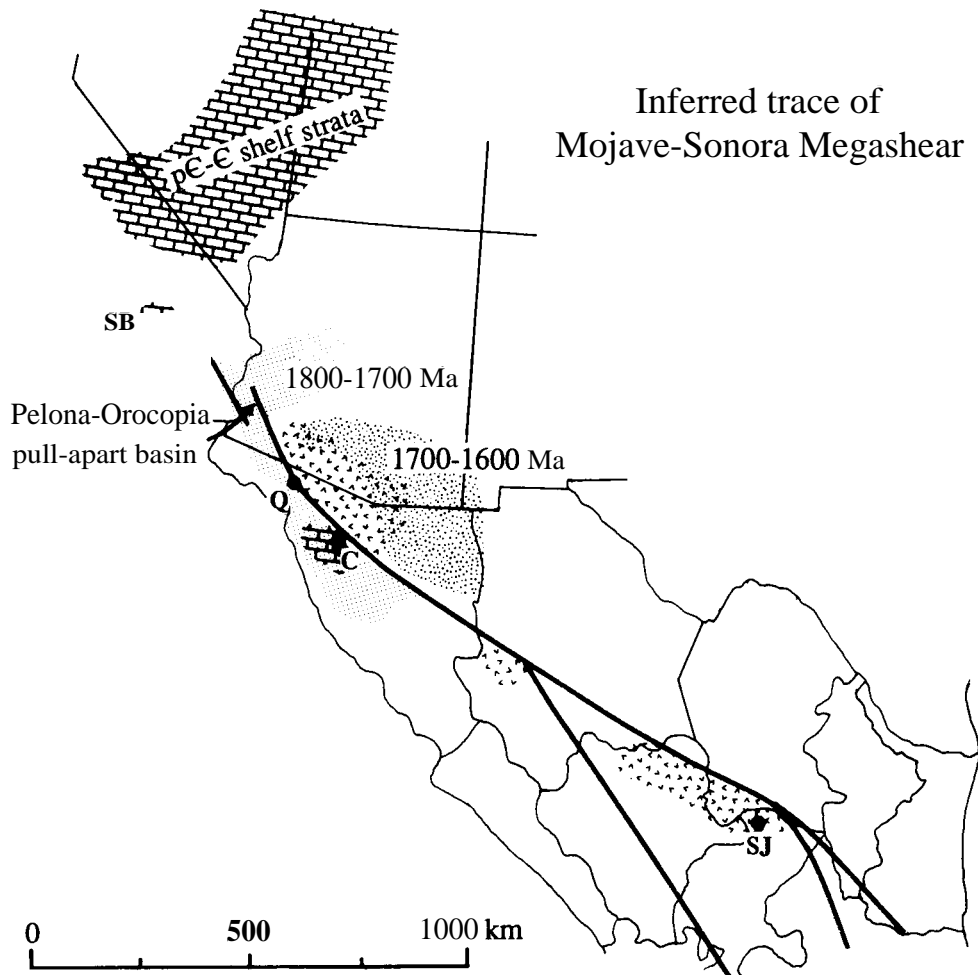 Inferred trace of
Mojave-Sonora Megashear
pЄ-Є shelf strata
SB
1800-1700 Ma
Pelona-Orocopia
pull-apart basin
1700-1600 Ma
Q
C
SJ
0 500 1000 km